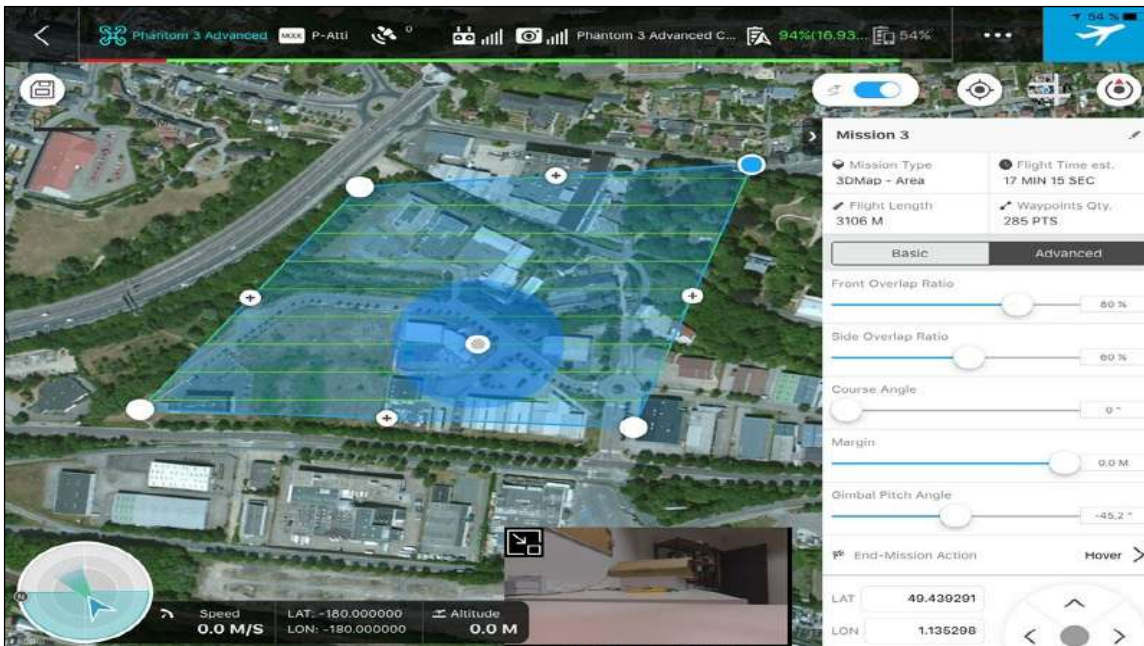 54 %
Phantom 3 Advanced MODE P-Atti 0 Phantom 3 Advanced C... 94%(16.93... 54% •••
Mission 3
Mission Type
3DMap - Area
Flight Time est.
17 MIN 15 SEC
Flight Length
3106 M
Waypoints Qty.
285 PTS
Basic Advanced
Front Overlap Ratio
80 %
Side Overlap Ratio
60 %
Course Angle
0 °
Margin
0.0 M
Gimbal Pitch Angle
-45,2 °
End-Mission Action Hover
LAT 49.439291
LON 1.135298
N
Speed
0.0 M/S
LAT: -180.000000
LON: -180.000000
Altitude
0.0 M